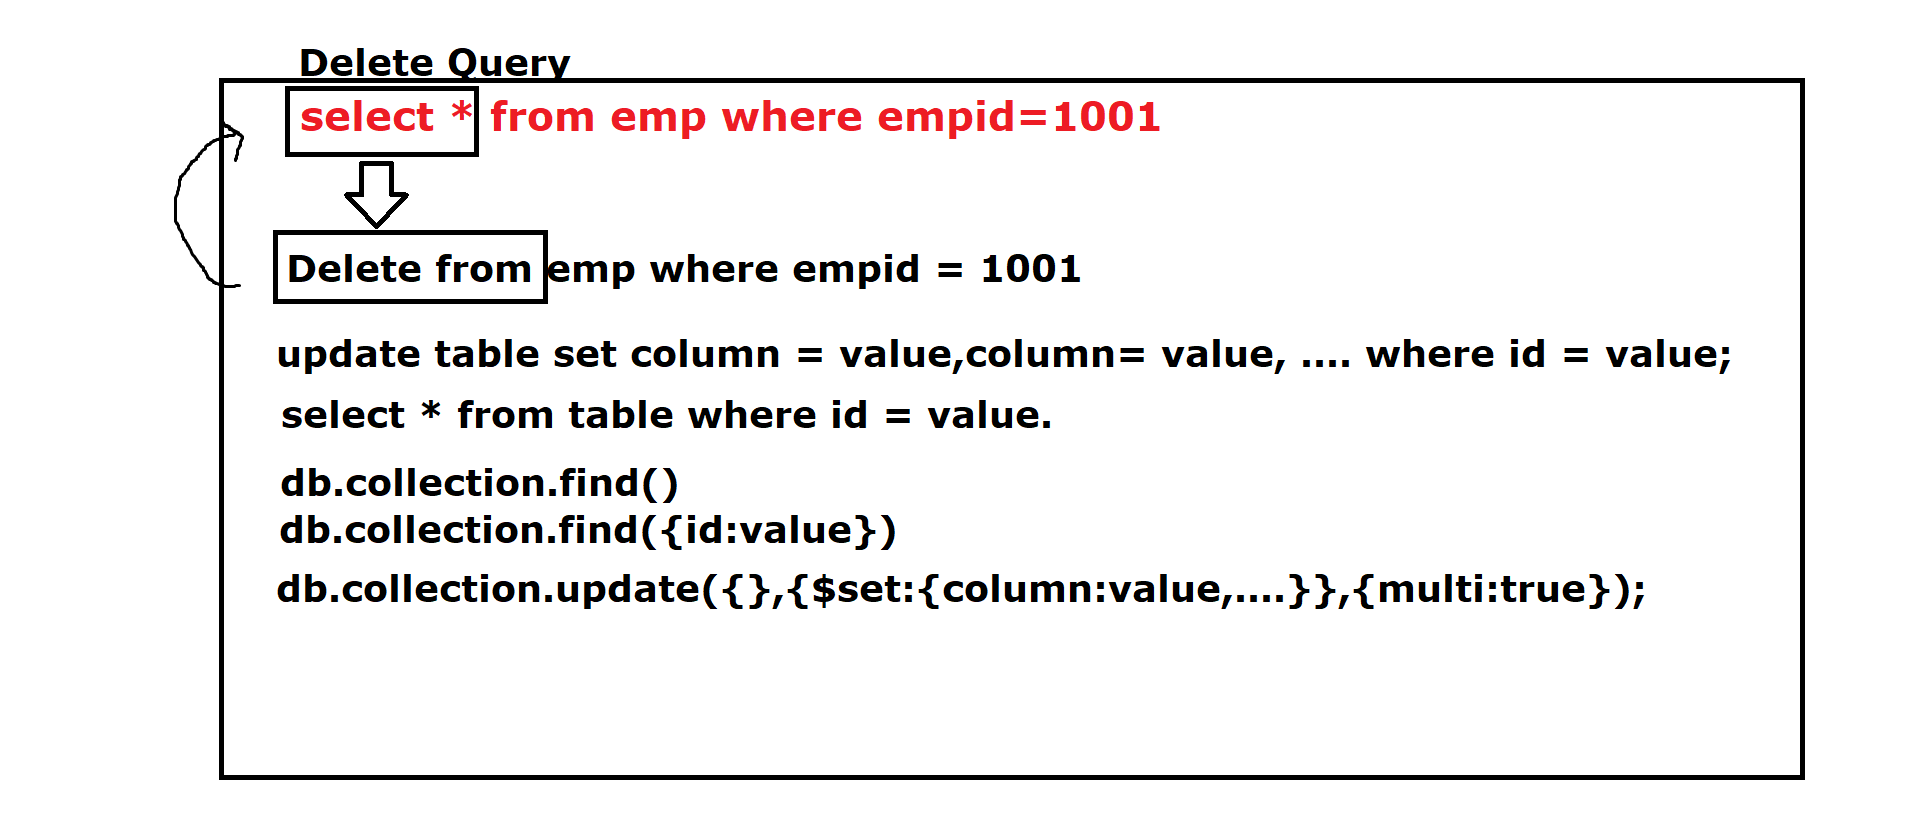 Delete Query
select * from emp where empid=1001
Delete from emp where empid = 1001
update table set column = value,column= value, .... where id = value;
select * from table where id = value.
db.collection.find()
db.collection.find({id:value})
db.collection.update({},{$set:{column:value,....}},{multi:true});